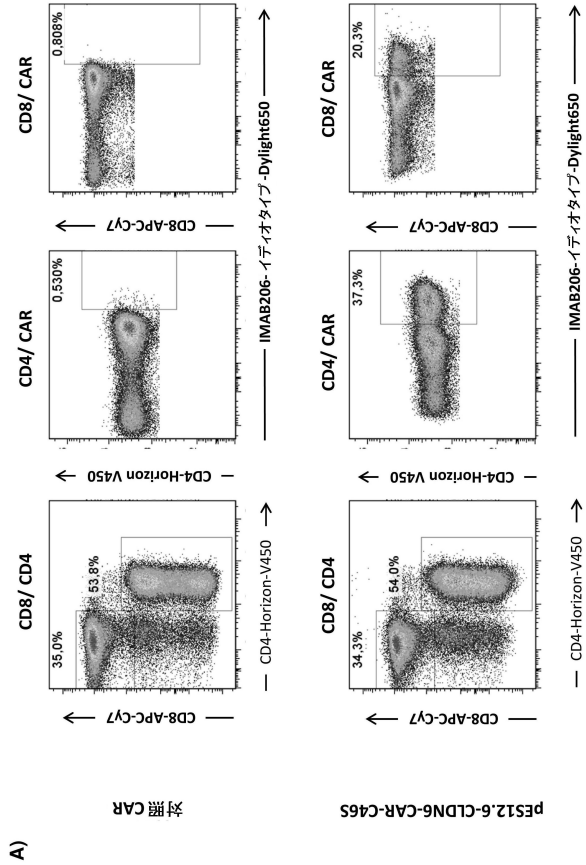 A)
対照 CAR
CD8/ CD4
35,0%
53.8%
CD8-APC-Cy7
CD4-Horizon-V450
CD4/ CAR
0,530%
CD4-Horizon V450
CD8/ CAR
0,808%
CD8-APC-Cy7
IMAB206-イディオタイプ-Dylight650
pES12.6-CLDN6-CAR-C46S
CD8/ CD4
34,3%
54.0%
CD8-APC-Cy7
CD4-Horizon-V450
CD4/ CAR
37,3%
CD4-Horizon V450
CD8/ CAR
20,3%
CD8-APC-Cy7
IMAB206-イディオタイプ-Dylight650